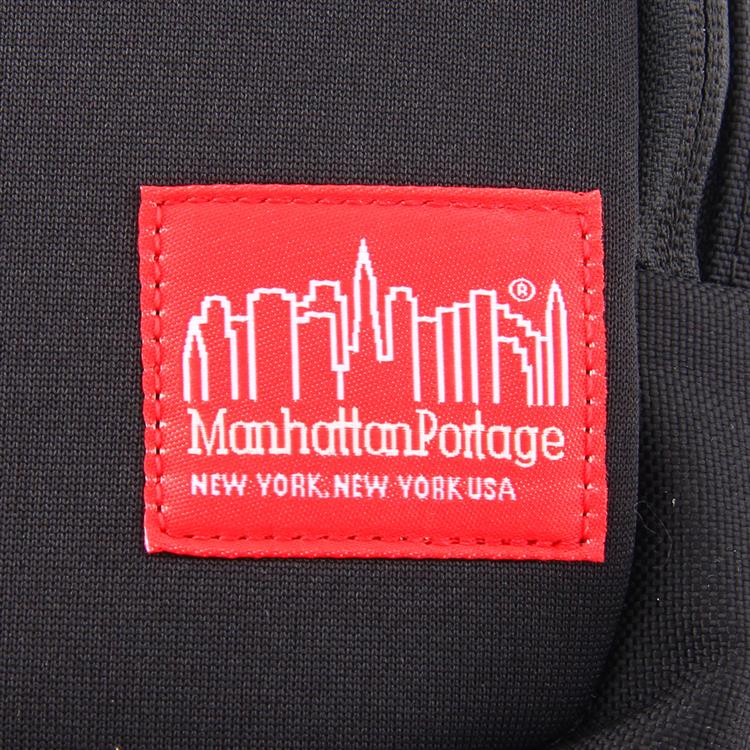 ®
ManhattanPortage
NEW YORK, NEW YORK USA